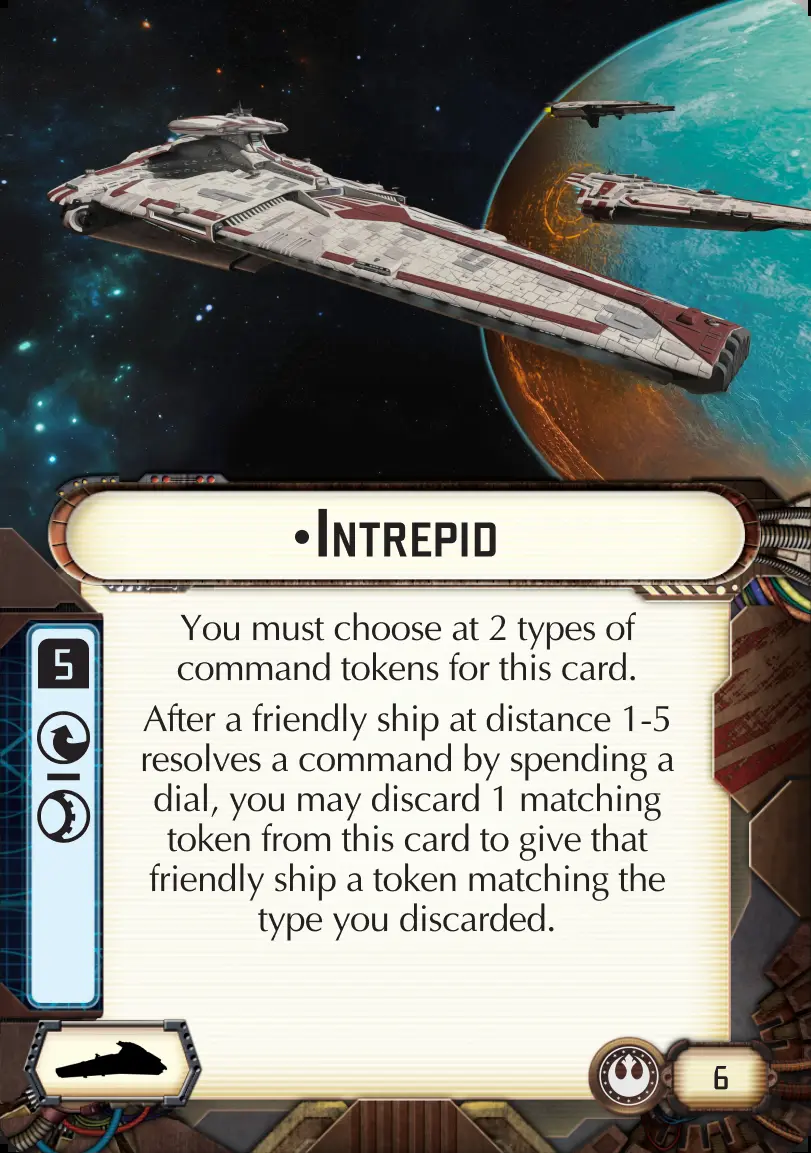 •Intrepid
You must choose at 2 types of
command tokens for this card.
After a friendly ship at distance 1-5
resolves a command by spending a
dial, you may discard 1 matching
token from this card to give that
friendly ship a token matching the
type you discarded.
5
6